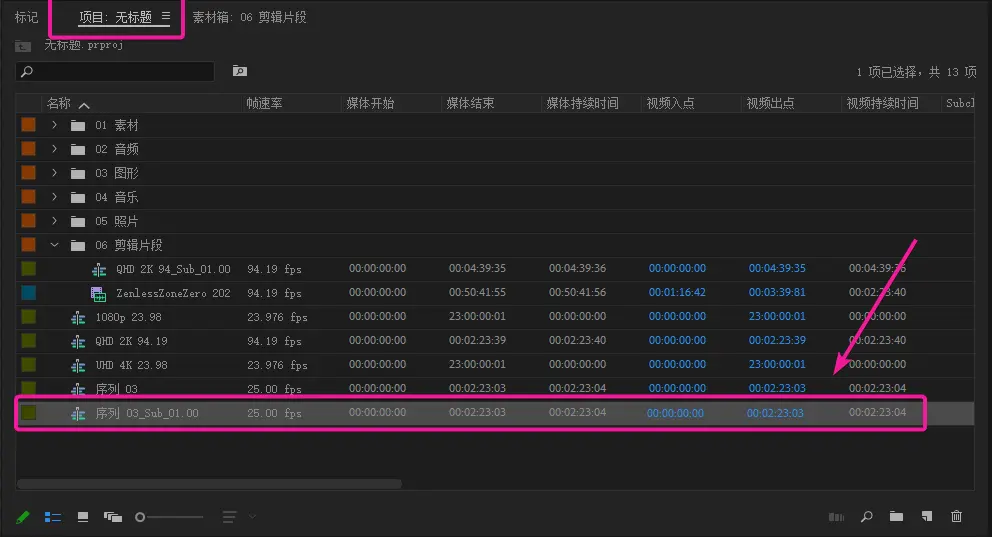 标记 项目: 无标题 ≡ 素材箱: 06 剪辑片段
无标题.prproj
1 项已选择，共 13 项
名称 帧速率 媒体开始 媒体结束 媒体持续时间 视频入点 视频出点 视频持续时间 Subcl
01 素材
02 音频
03 图形
04 音乐
05 照片
06 剪辑片段
QHD 2K 94_Sub_01.00 94.19 fps 00:00:00:00 00:04:39:35 00:04:39:36 00:00:00:00 00:04:39:35 00:04:39:36
ZenlessZoneZero 202 94.19 fps 00:00:00:00 00:50:41:55 00:50:41:56 00:01:16:42 00:03:39:81 00:02:23:40
1080p 23.98 23.976 fps 00:00:00:00 23:00:00:01 00:00:00:00 00:00:00:00 23:00:00:01 00:00:00:00
QHD 2K 94.19 94.19 fps 00:00:00:00 00:02:23:39 00:02:23:40 00:00:00:00 00:02:23:39 00:02:23:40
UHD 4K 23.98 23.976 fps 00:00:00:00 23:00:00:01 00:00:00:00 00:00:00:00 23:00:00:01 00:00:00:00
序列 03 25.00 fps 00:00:00:00 00:02:23:03 00:02:23:04 00:00:00:00 00:02:23:03 00:02:23:04
序列 03_Sub_01.00 25.00 fps 00:00:00:00 00:02:23:03 00:02:23:04 00:00:00:00 00:02:23:03 00:02:23:04